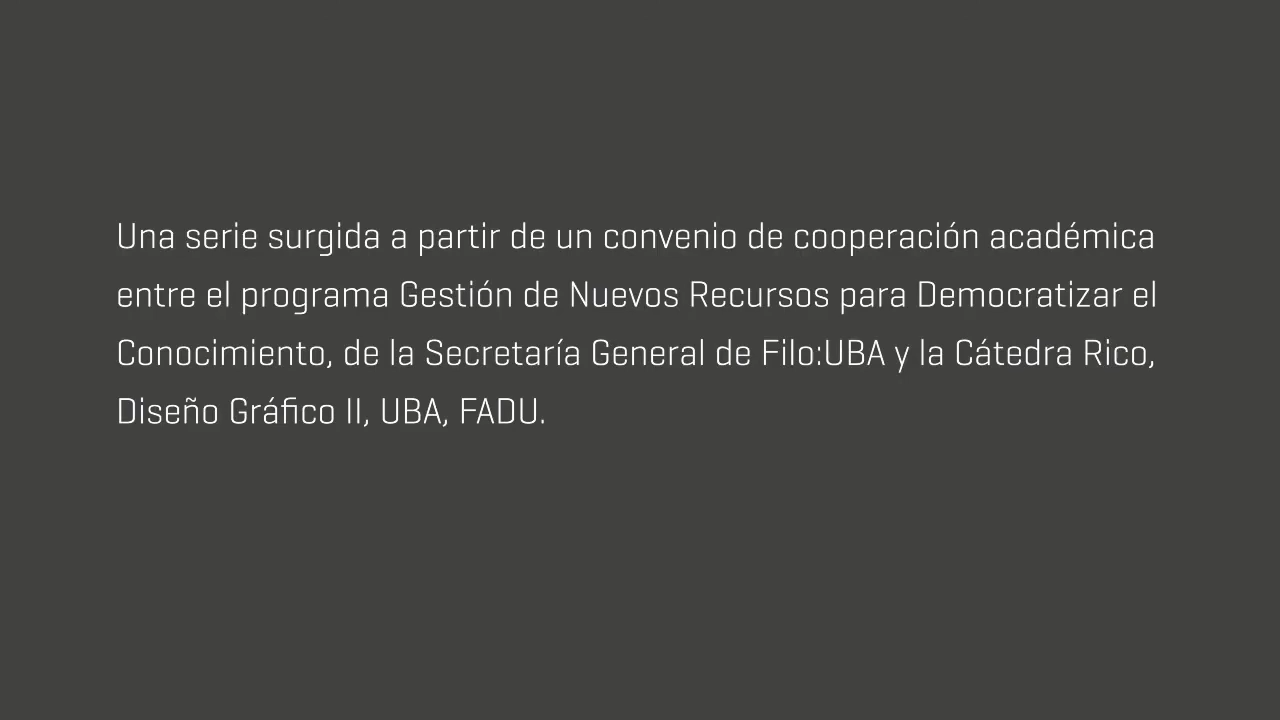 Una serie surgida a partir de un convenio de cooperación académica
entre el programa Gestión de Nuevos Recursos para Democratizar el
Conocimiento, de la Secretaría General de Filo:UBA y la Cátedra Rico,
Diseño Gráfico II, UBA, FADU.